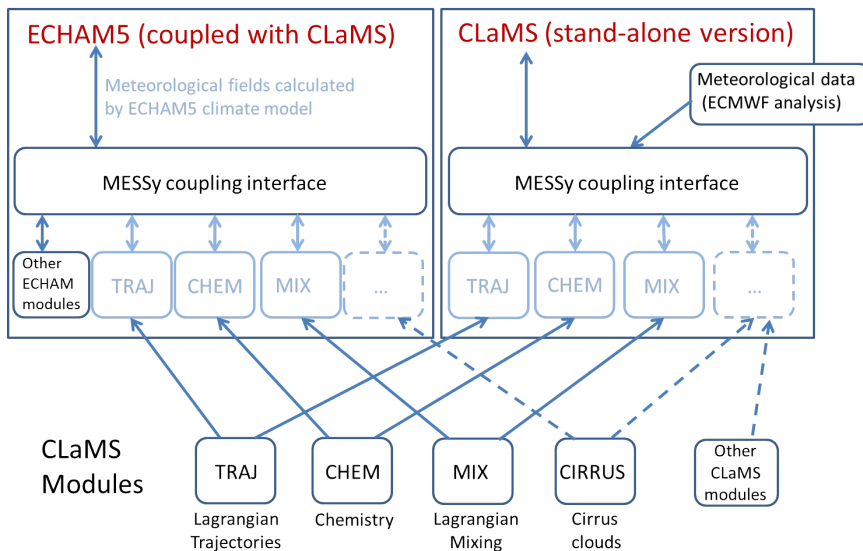 ECHAM5 (coupled with CLaMS)
Meteorological fields calculated
by ECHAM5 climate model
MESSy coupling interface
Other
ECHAM
modules
TRAJ
CHEM
MIX
...
CLaMS (stand-alone version)
Meteorological data
(ECMWF analysis)
MESSy coupling interface
TRAJ
CHEM
MIX
...
CLaMS
Modules
TRAJ
Lagrangian
Trajectories
CHEM
Chemistry
MIX
Lagrangian
Mixing
CIRRUS
Cirrus
clouds
Other
CLaMS
modules